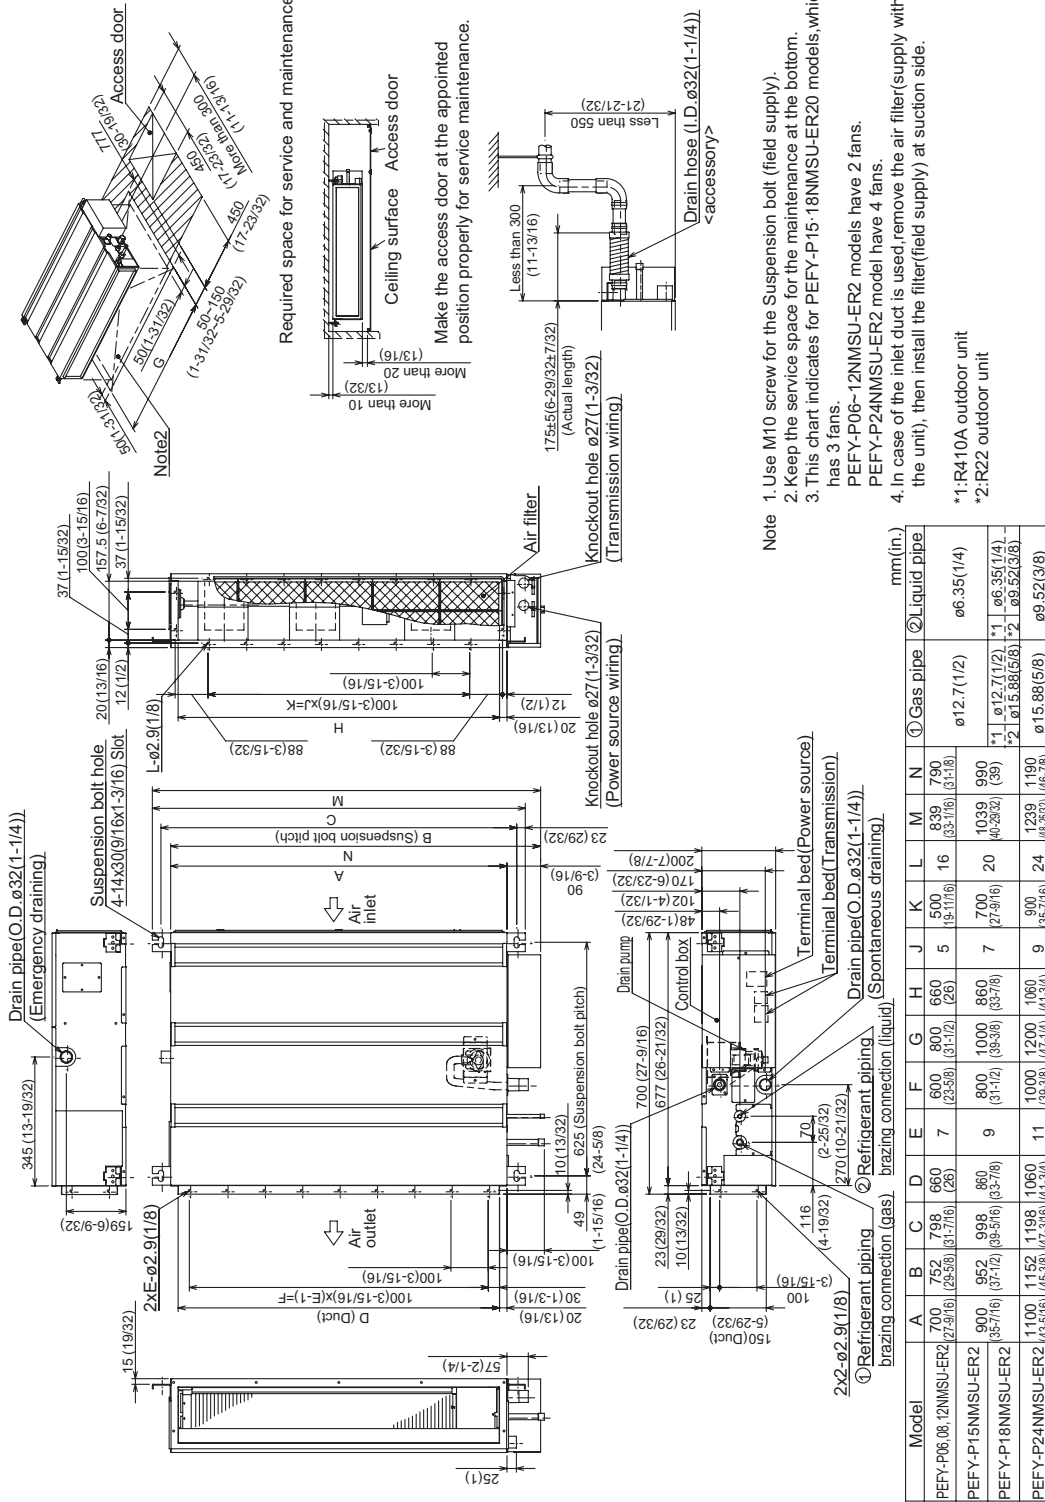 Access door
777
(30-19/32)
450
(17-23/32)
More than 300
(11-13/16)
450
(17-23/32)
50~150
(1-31/32~5-29/32)
50(1-31/32)
G
50(1-31/32)
Note2
Required space for service and maintenance
Ceiling surface
Access door
More than 20
(13/16)
More than 10
(13/32)
Make the access door at the appointed
position properly for service maintenance.
Less than 550
(21-21/32)
Less than 300
(11-13/16)
175±5(6-29/32±7/32)
(Actual length)
Drain hose (I.D.ø32(1-1/4))
<accessory>
Note 1. Use M10 screw for the Suspension bolt (field supply).
2. Keep the service space for the maintenance at the bottom.
3. This chart indicates for PEFY-P15·18NMSU-ER20 models,whic
has 3 fans.
PEFY-P06~12NMSU-ER2 models have 2 fans.
PEFY-P24NMSU-ER2 model have 4 fans.
4. In case of the inlet duct is used,remove the air filter(supply with
the unit), then install the filter(field supply) at suction side.
*1:R410A outdoor unit
*2:R22 outdoor unit
37 (1-15/32)
100(3-15/16)
157.5 (6-7/32)
37 (1-15/32)
20(13/16)
12 (1/2)
L-ø2.9(1/8)
Air filter
Knockout hole ø27(1-3/32)
(Transmission wiring)
Knockout hole ø27(1-3/32)
(Power source wiring)
100(3-15/16)
100(3-15/16)xJ=K
H
88 (3-15/32)
88 (3-15/32)
12 (1/2)
20 (13/16)
Drain pipe(O.D.ø32(1-1/4))
(Emergency draining)
345 (13-19/32)
159(6-9/32)
Suspension bolt hole
4-14x30(9/16x1-3/16) Slot
M
C
B (Suspension bolt pitch)
N
A
Air
inlet
23 (29/32)
90
(3-9/16)
625 (Suspension bolt pitch)
(24-5/8)
10 (13/32)
49
(1-15/16)
2xE-ø2.9(1/8)
Air
outlet
100(3-15/16)
100(3-15/16)
100(3-15/16)x(E-1)=F
D (Duct)
30 (1-3/16)
20 (13/16)
15 (19/32)
57(2-1/4)
25(1)
200(7-7/8)
170 (6-23/32)
102(4-1/32)
48(1-29/32)
Drain pump
Control box
700 (27-9/16)
677 (26-21/32)
Terminal bed(Power source)
Terminal bed(Transmission)
Drain pipe(O.D.ø32(1-1/4))
(Spontaneous draining)
Drain pipe(O.D.ø32(1-1/4))
23 (29/32)
10 (13/32)
70
(2-25/32)
270 (10-21/32)
116
(4-19/32)
②Refrigerant piping
brazing connection (liquid)
①Refrigerant piping
brazing connection (gas)
2x2-ø2.9(1/8)
100
(3-15/16)
25 (1)
23 (29/32)
150(Duct)
(5-29/32)
mm(in.)
Model A B C D E F G H J K L M N ①Gas pipe ②Liquid pipe
PEFY-P06,08,12NMSU-ER2 700 752 798 660 7 600 800 660 5 500 16 839 790 ø12.7(1/2) ø6.35(1/4)
(27-9/16) (29-5/8) (31-7/16) (26) (23-5/8) (31-1/2) (26) (19-11/16) (33-1/16) (31-1/8)
PEFY-P15NMSU-ER2 900 952 998 860 9 800 1000 860 7 700 20 1039 990 *1 ø12.7(1/2) *1 ø6.35(1/4)
PEFY-P18NMSU-ER2 (35-7/16) (37-1/2) (39-5/16) (33-7/8) (31-1/2) (39-3/8) (33-7/8) (27-9/16) (40-29/32) (39) *2 ø15.88(5/8) *2 ø9.52(3/8)
PEFY-P24NMSU-ER2 1100 1152 1198 1060 11 1000 1200 1060 9 900 24 1239 1190 ø15.88(5/8) ø9.52(3/8)